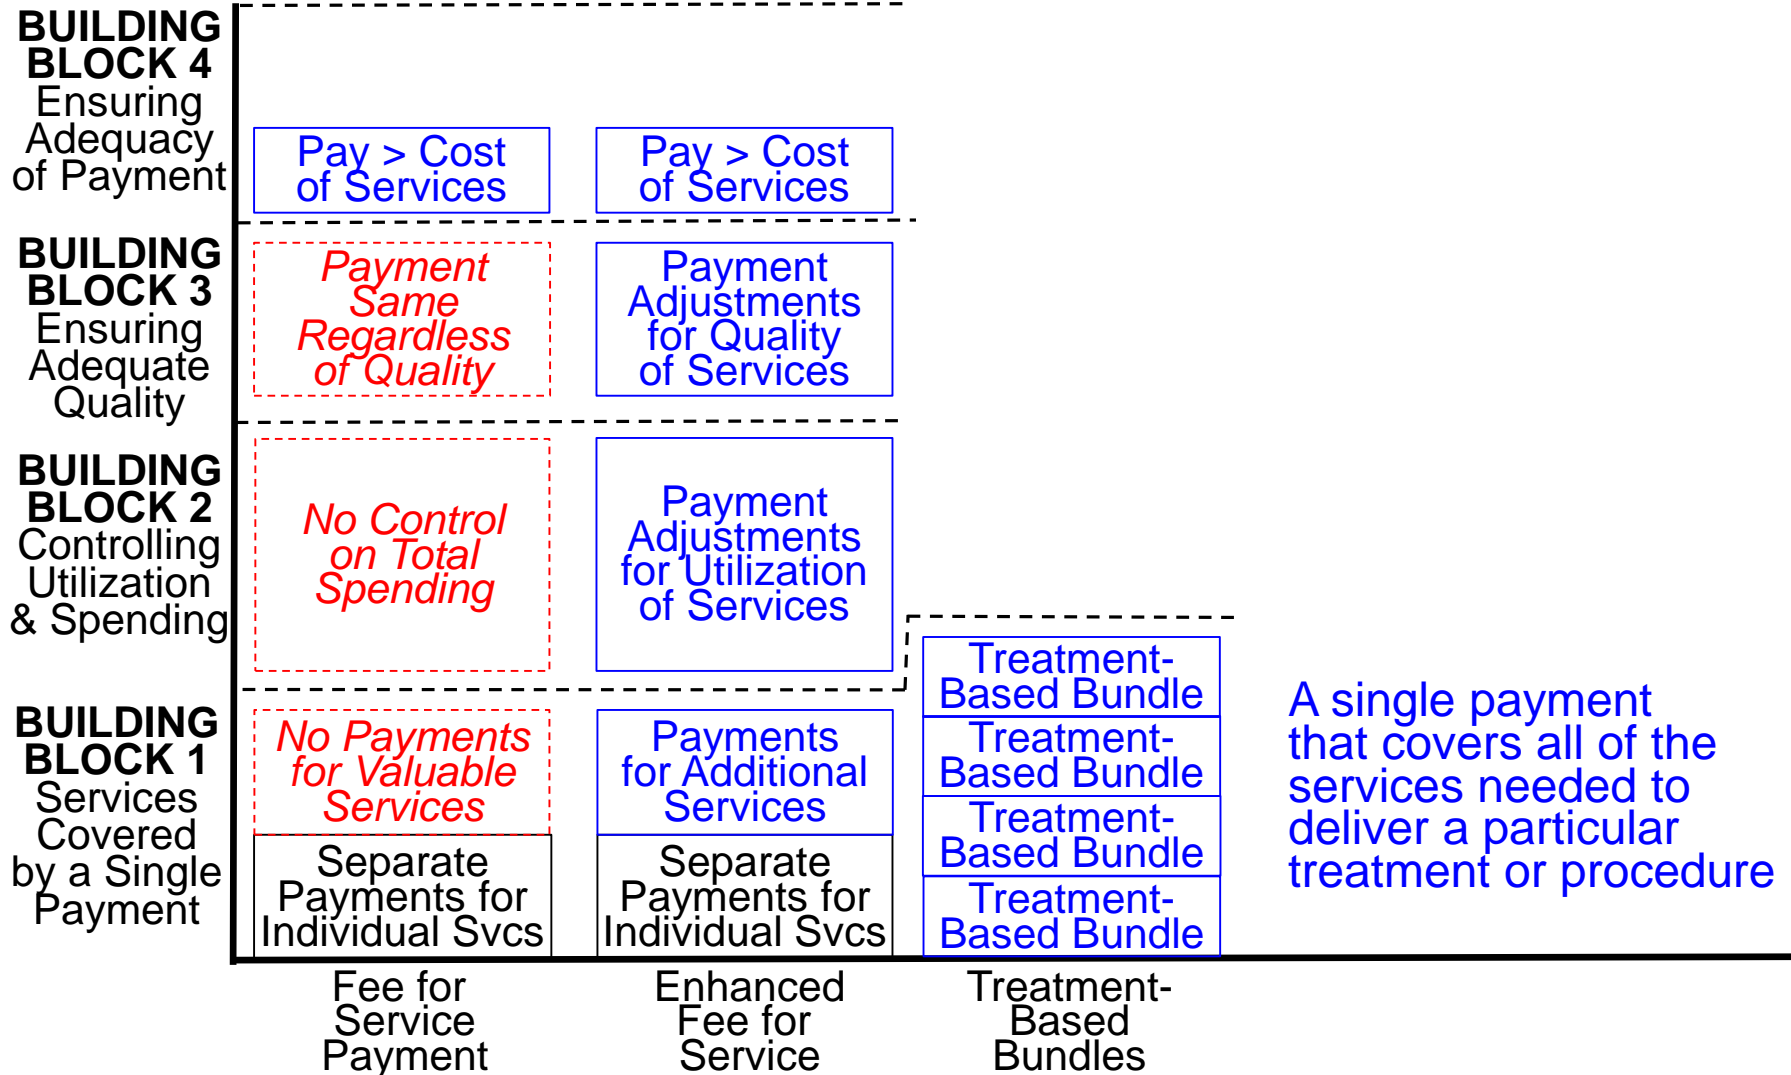 BUILDING
BLOCK 4
Ensuring
Adequacy
of Payment
Pay > Cost
of Services
Pay > Cost
of Services
BUILDING
BLOCK 3
Ensuring
Adequate
Quality
Payment
Same
Regardless
of Quality
Payment
Adjustments
for Quality
of Services
BUILDING
BLOCK 2
Controlling
Utilization
& Spending
No Control
on Total
Spending
Payment
Adjustments
for Utilization
of Services
BUILDING
BLOCK 1
Services
Covered
by a Single
Payment
No Payments
for Valuable
Services
Separate
Payments for
Individual Svcs
Payments
for Additional
Services
Separate
Payments for
Individual Svcs
Treatment-
Based Bundle
Treatment-
Based Bundle
Treatment-
Based Bundle
Treatment-
Based Bundle
A single payment
that covers all of the
services needed to
deliver a particular
treatment or procedure
Fee for
Service
Payment
Enhanced
Fee for
Service
Treatment-
Based
Bundles